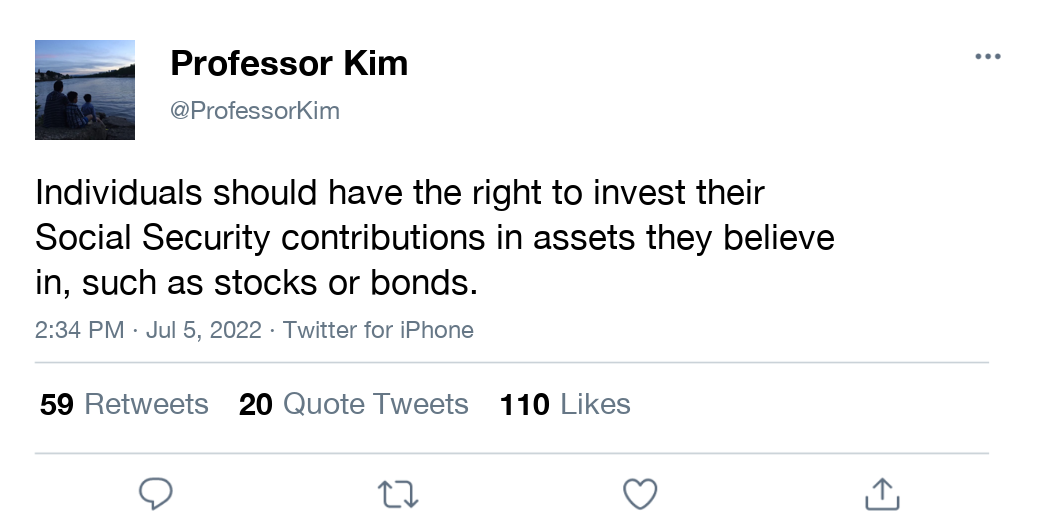 Professor Kim
@ProfessorKim
Individuals should have the right to invest their
Social Security contributions in assets they believe
in, such as stocks or bonds.
2:34 PM · Jul 5, 2022 · Twitter for iPhone
59 Retweets 20 Quote Tweets 110 Likes